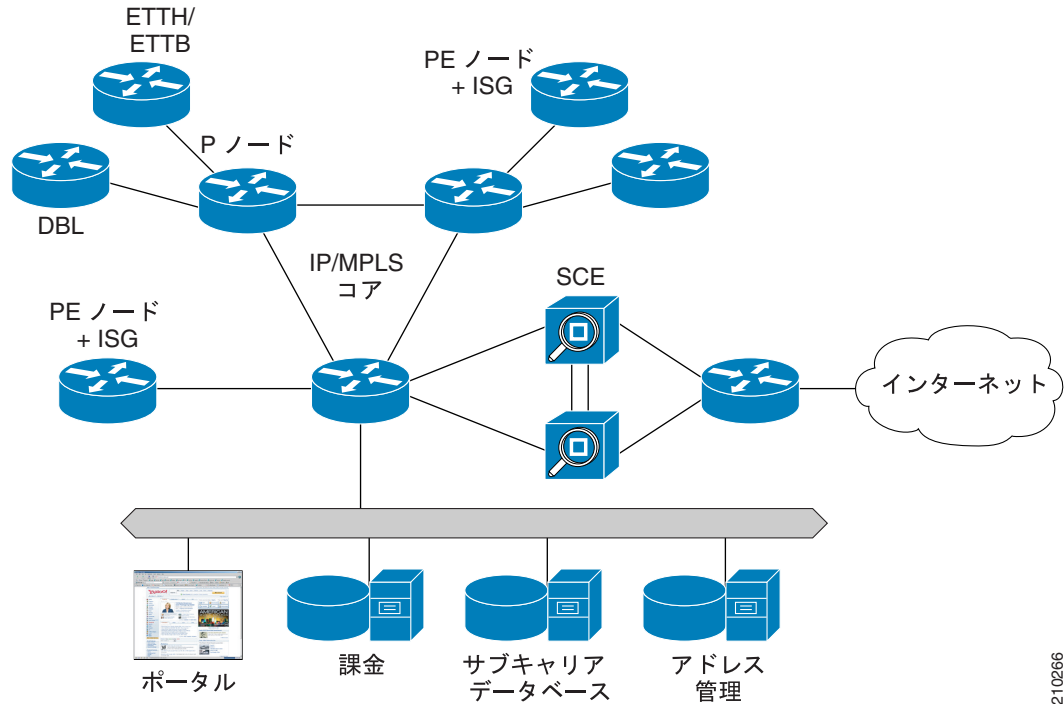 ETTH/
ETTB
PE ノード
+ ISG
P ノード
DBL
IP/MPLS
コア
SCE
PE ノード
+ ISG
インターネット
YAHOO!
AMERICAN
ポータル
課金
サブキャリア
データベース
アドレス
管理
210266